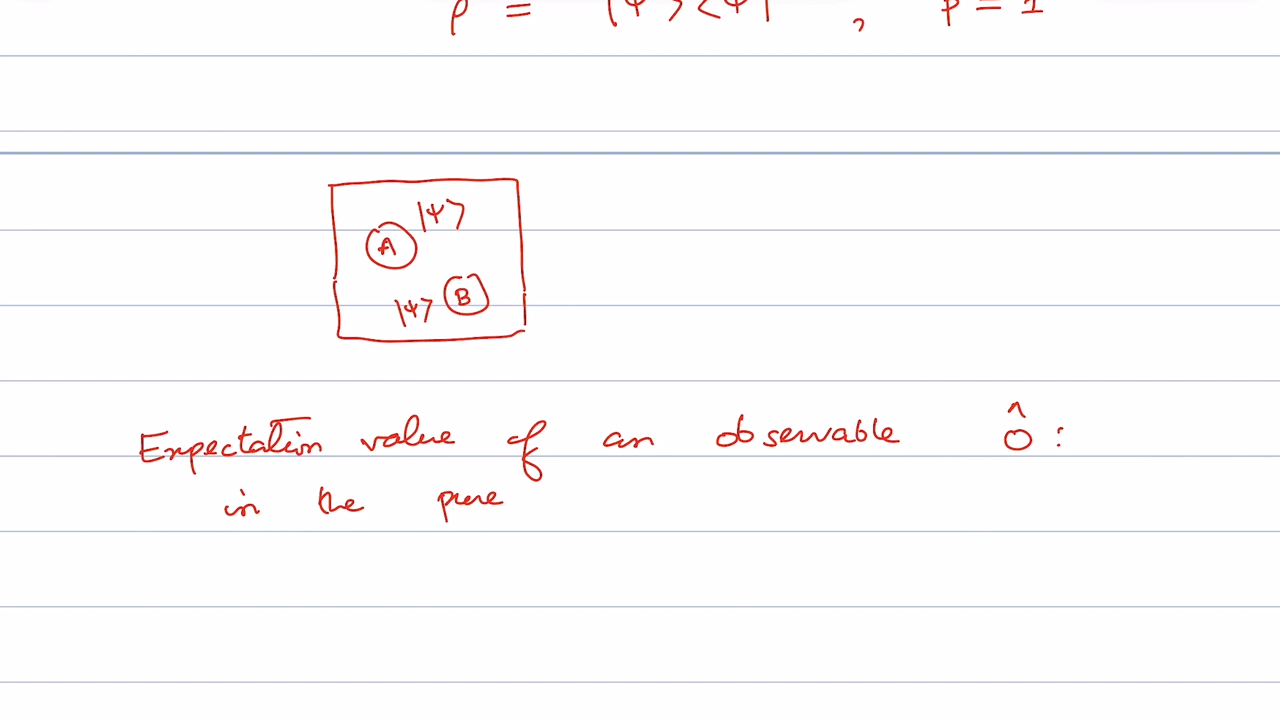 ρ = |ψ><ψ| , p = 1
|ψ>
A
|ψ> B
Expectation value of an observable Ô :
in the pure